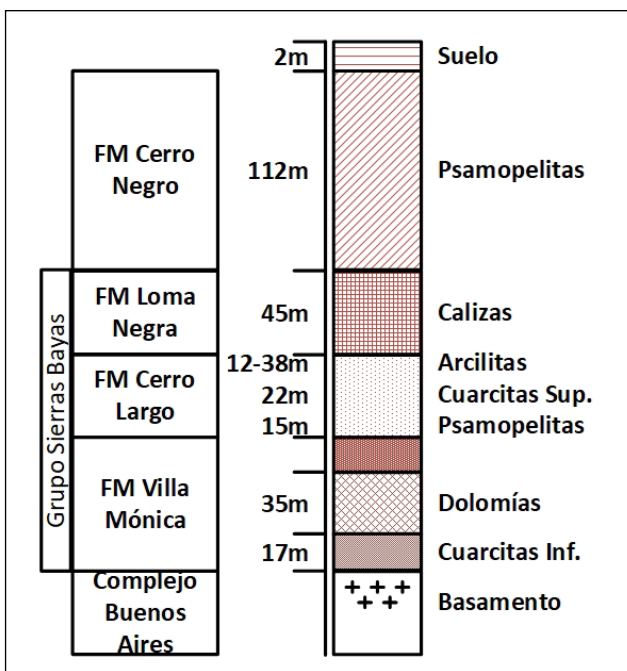 2m
Suelo
FM Cerro
Negro
112m
Psamopelitas
Grupo Sierras Bayas
FM Loma
Negra
45m
Calizas
FM Cerro
Largo
12-38m
Arcilitas
22m
Cuarcitas Sup.
15m
Psamopelitas
FM Villa
Mónica
35m
Dolomías
17m
Cuarcitas Inf.
Complejo
Buenos
Aires
Basamento